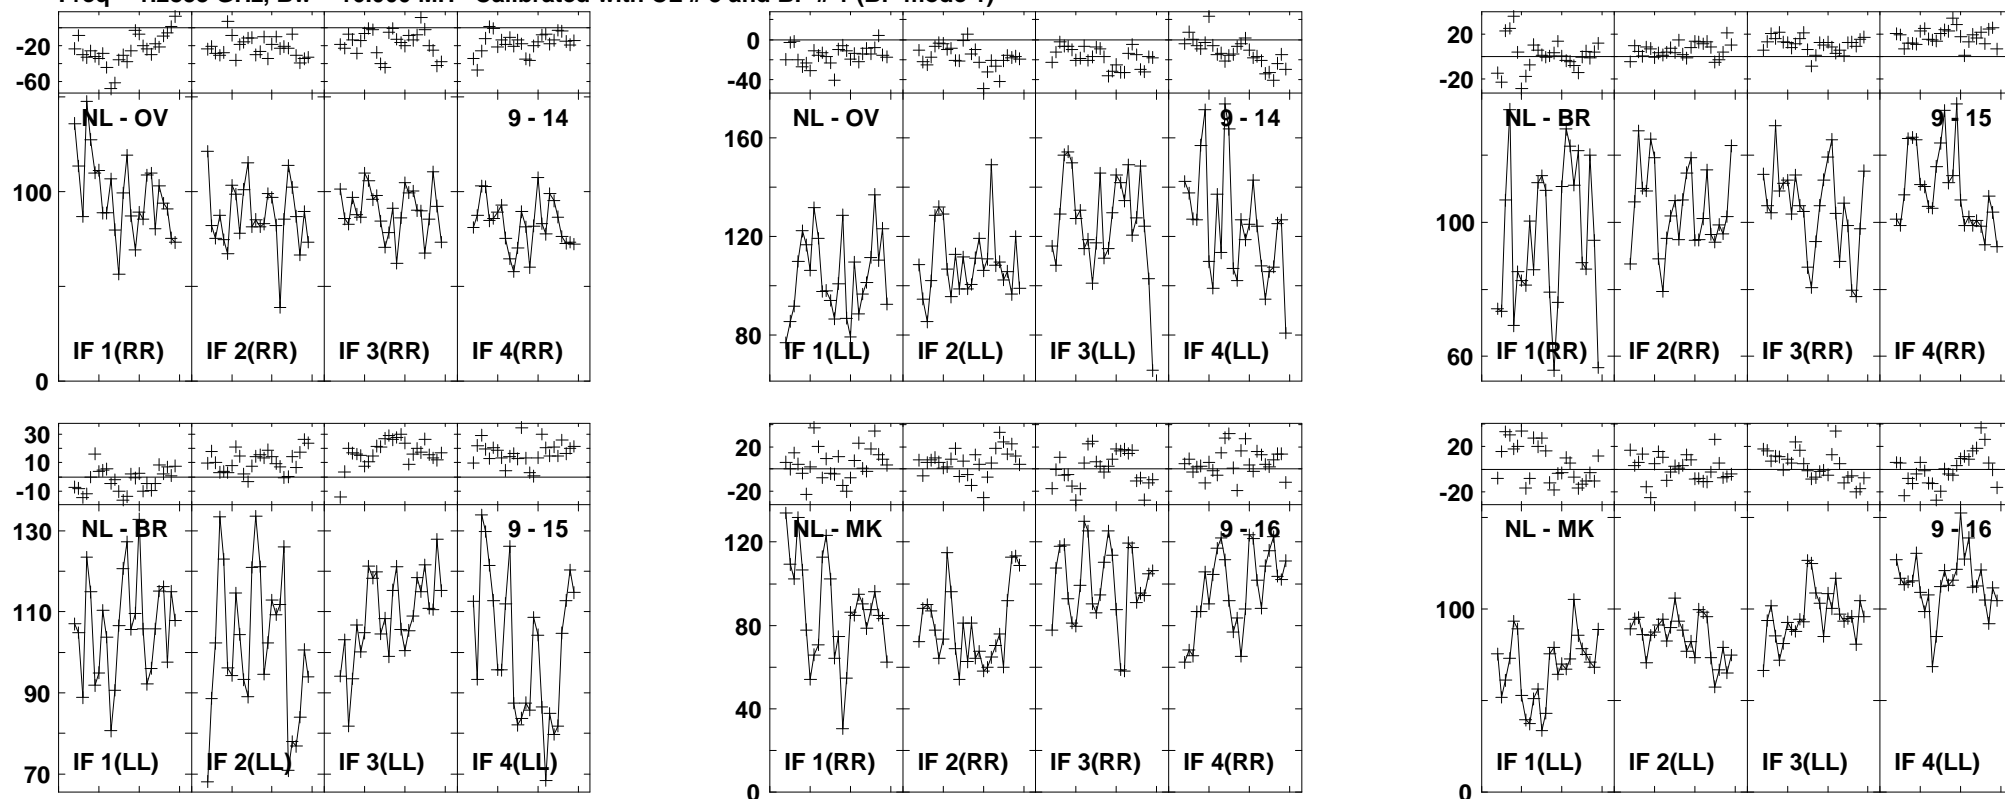 20
-20
-60
NL - OV
9 - 14
100
0
IF 1(RR)
IF 2(RR)
IF 3(RR)
IF 4(RR)
0
-40
NL - OV
9 - 14
160
120
80
IF 1(LL)
IF 2(LL)
IF 3(LL)
IF 4(LL)
20
-20
NL - BR
9 - 15
100
60
IF 1(RR)
IF 2(RR)
IF 3(RR)
IF 4(RR)
30
10
-10
NL - BR
9 - 15
130
110
90
70
IF 1(LL)
IF 2(LL)
IF 3(LL)
IF 4(LL)
20
-20
NL - MK
9 - 16
120
80
40
0
IF 1(RR)
IF 2(RR)
IF 3(RR)
IF 4(RR)
20
-20
NL - MK
9 - 16
100
0
IF 1(LL)
IF 2(LL)
IF 3(LL)
IF 4(LL)